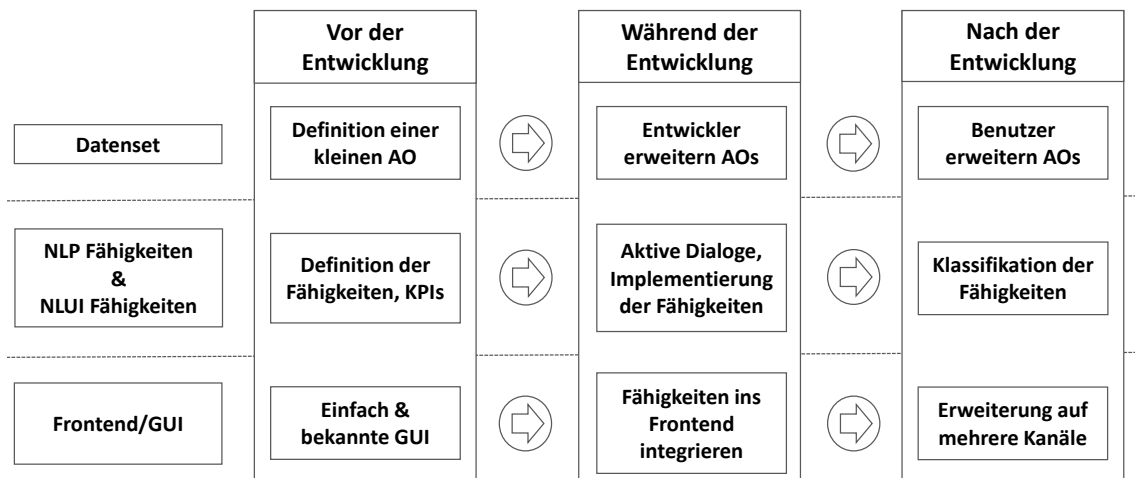 Vor der
Entwicklung
Während der
Entwicklung
Nach der
Entwicklung
Datenset
Definition einer
kleinen AO
Entwickler
erweitern AOs
Benutzer
erweitern AOs
NLP Fähigkeiten
&
NLUI Fähigkeiten
Definition der
Fähigkeiten, KPIs
Aktive Dialoge,
Implementierung
der Fähigkeiten
Klassifikation der
Fähigkeiten
Frontend/GUI
Einfach &
bekannte GUI
Fähigkeiten ins
Frontend
integrieren
Erweiterung auf
mehrere Kanäle